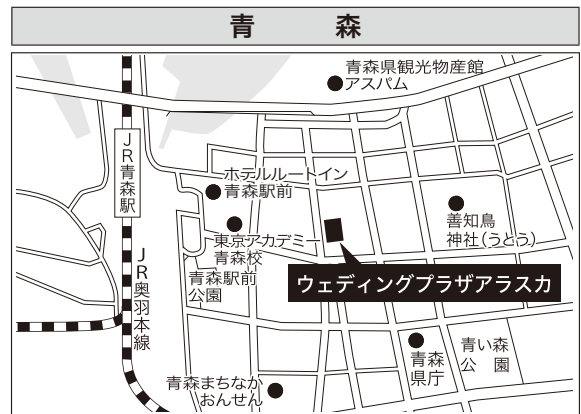 青森
青森県観光物産館
アスパム
JR青森駅
ホテルルートイン
青森駅前
東京アカデミー
青森校
青森駅前
公園
善知鳥
神社(うとう)
ウェディングプラザアラスカ
JR奥羽本線
青森
県庁
青い森
公園
青森まちなか
おんせん